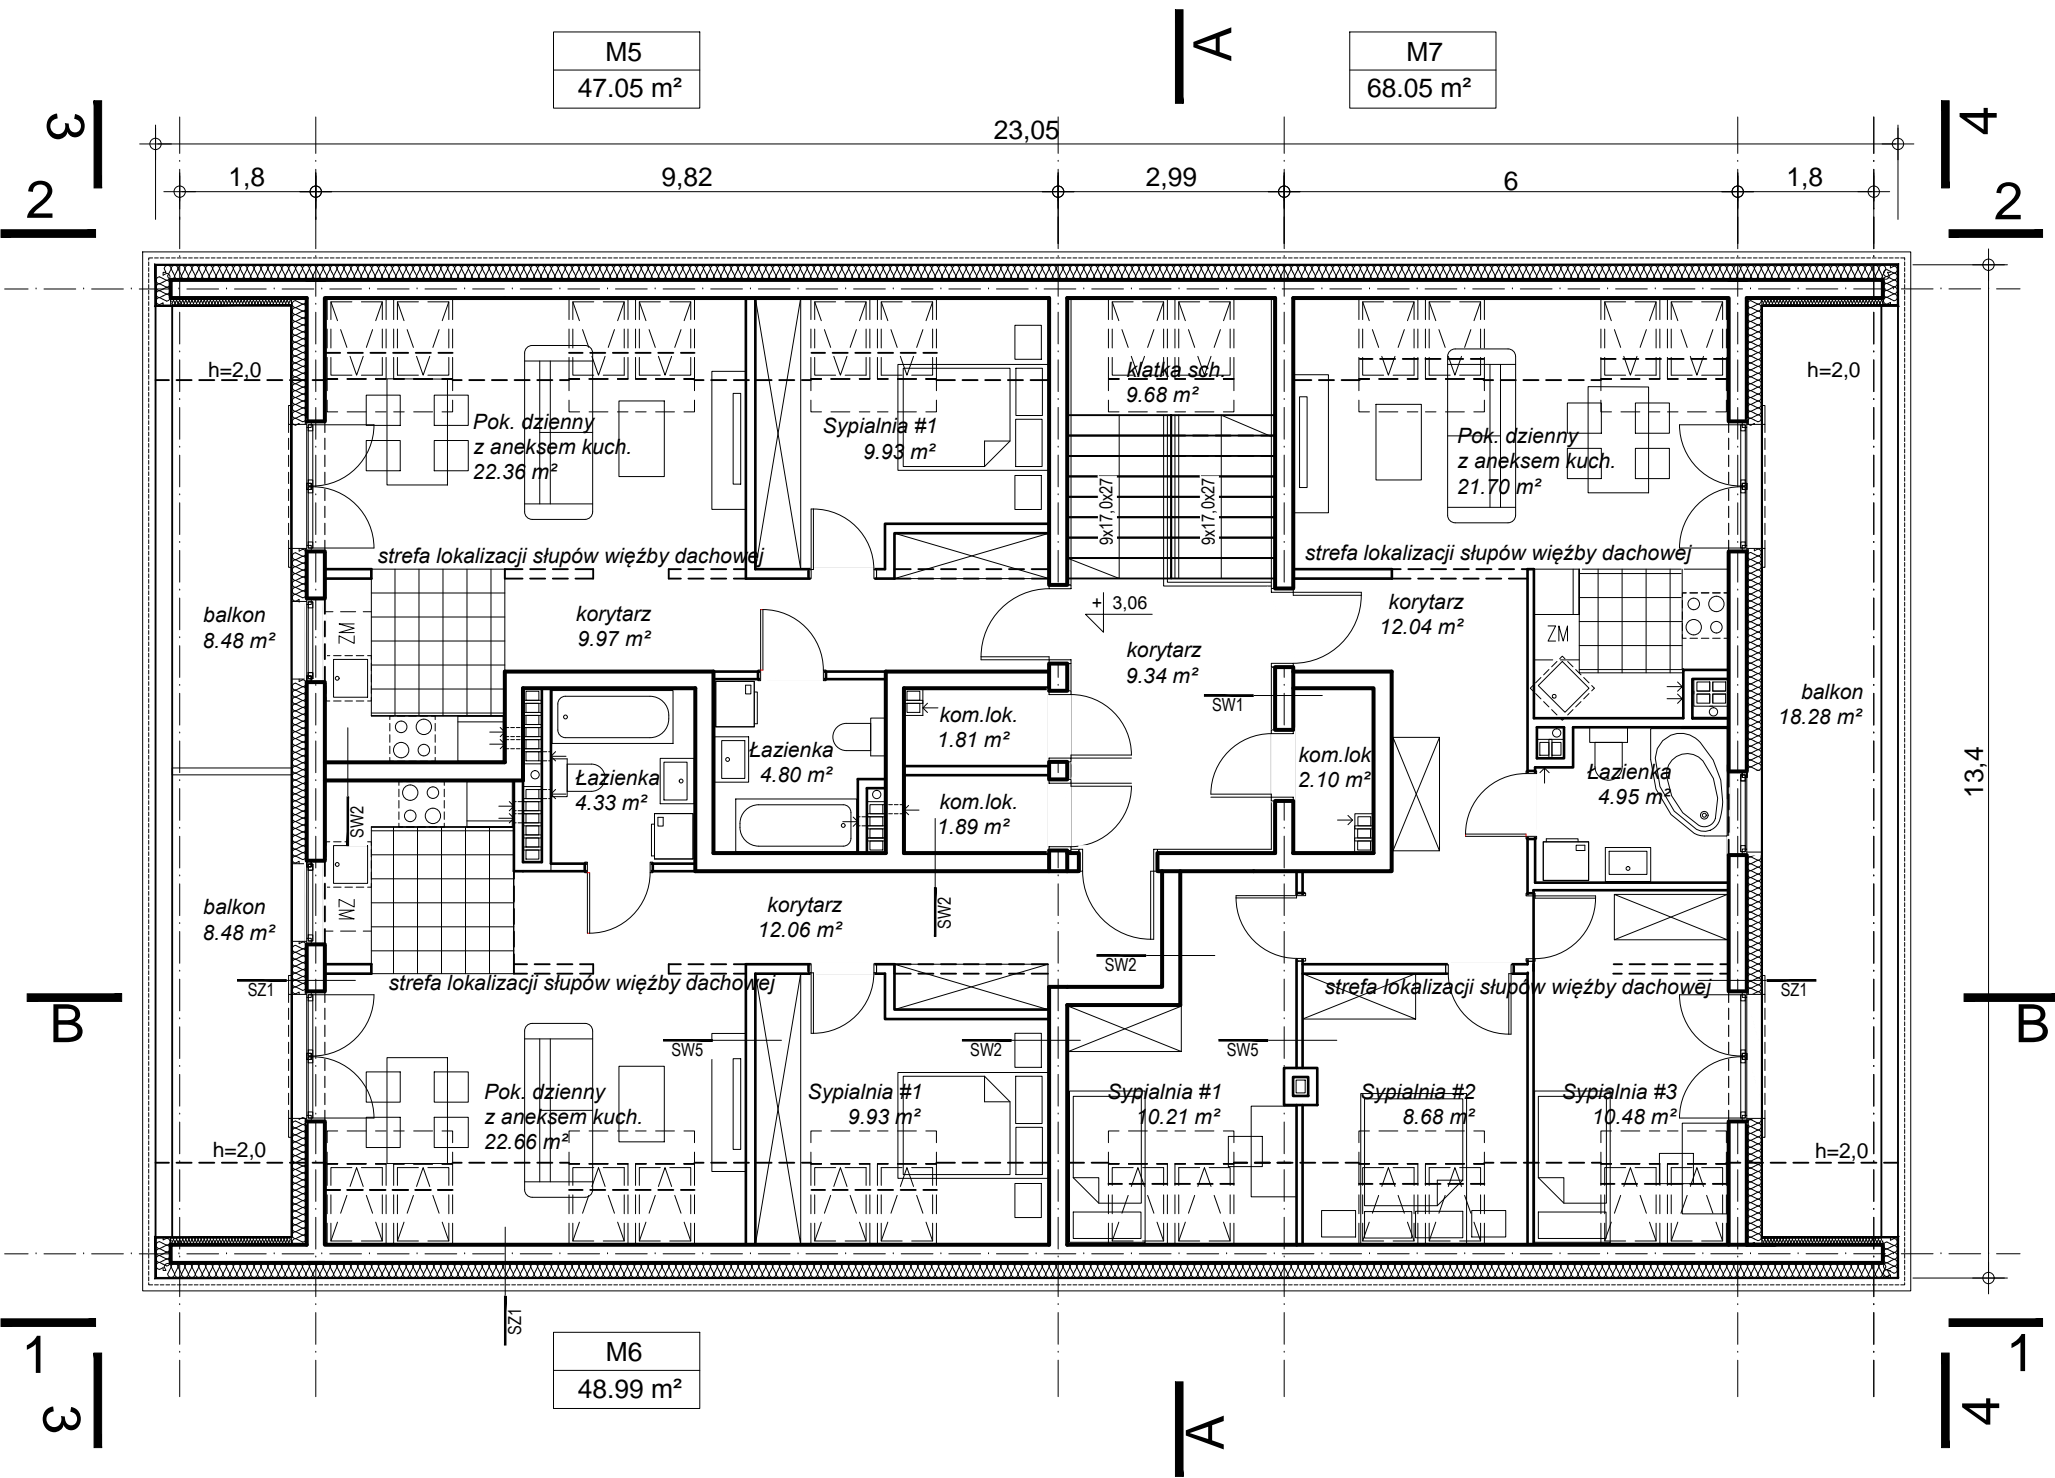 M5
47.05 m²
A
M7
68.05 m²
3
4
23,05
1,8
9,82
2,99
6
1,8
2
2
h=2,0
klatka sch.
9.68 m²
h=2,0
Pok. dzienny
z aneksem kuch.
22.36 m²
Sypialnia #1
9.93 m²
Pok. dzienny
z aneksem kuch.
21.70 m²
9x17,0x27
9x17,0x27
strefa lokalizacji słupów więźby dachowej
strefa lokalizacji słupów więźby dachowej
balkon
8.48 m²
ZM
korytarz
9.97 m²
+ 3,06
korytarz
9.34 m²
korytarz
12.04 m²
ZM
balkon
18.28 m²
SW1
kom.lok.
1.81 m²
Łazienka
4.80 m²
Łazienka
4.33 m²
kom.lok
2.10 m²
Łazienka
4.95 m²
13,4
kom.lok.
1.89 m²
SW2
balkon
8.48 m²
ZM
korytarz
12.06 m²
SW2
SW2
strefa lokalizacji słupów więźby dachowej
strefa lokalizacji słupów więźby dachowej
SZ1
SZ1
B
B
SW5
SW2
SW5
Pok. dzienny
z aneksem kuch.
22.66 m²
Sypialnia #1
9.93 m²
Sypialnia #1
10.21 m²
Sypialnia #2
8.68 m²
Sypialnia #3
10.48 m²
h=2,0
h=2,0
SZ1
1
1
M6
48.99 m²
3
A
4